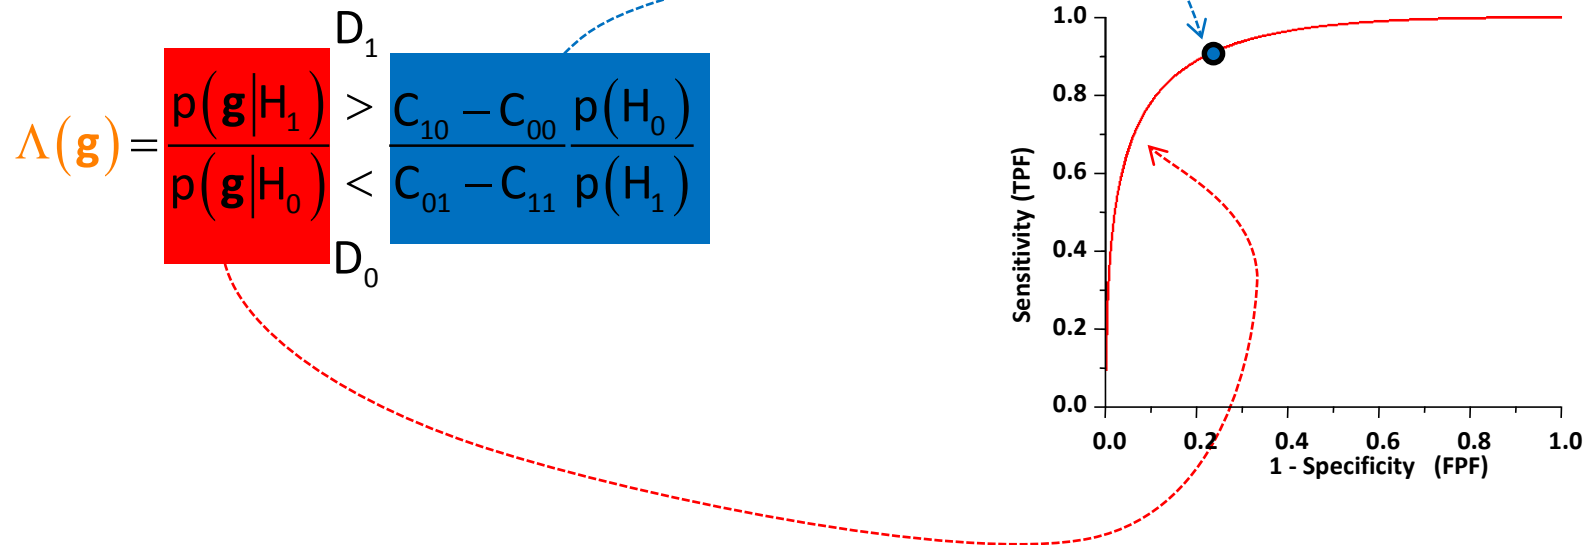 D₁
Λ(g) = p(g|H₁) / p(g|H₀) > < C₁₀ − C₀₀ / C₀₁ − C₁₁ p(H₀) / p(H₁)
D₀
Sensitivity (TPF)
1.0
0.8
0.6
0.4
0.2
0.0
0.0 0.2 0.4 0.6 0.8 1.0
1 - Specificity (FPF)